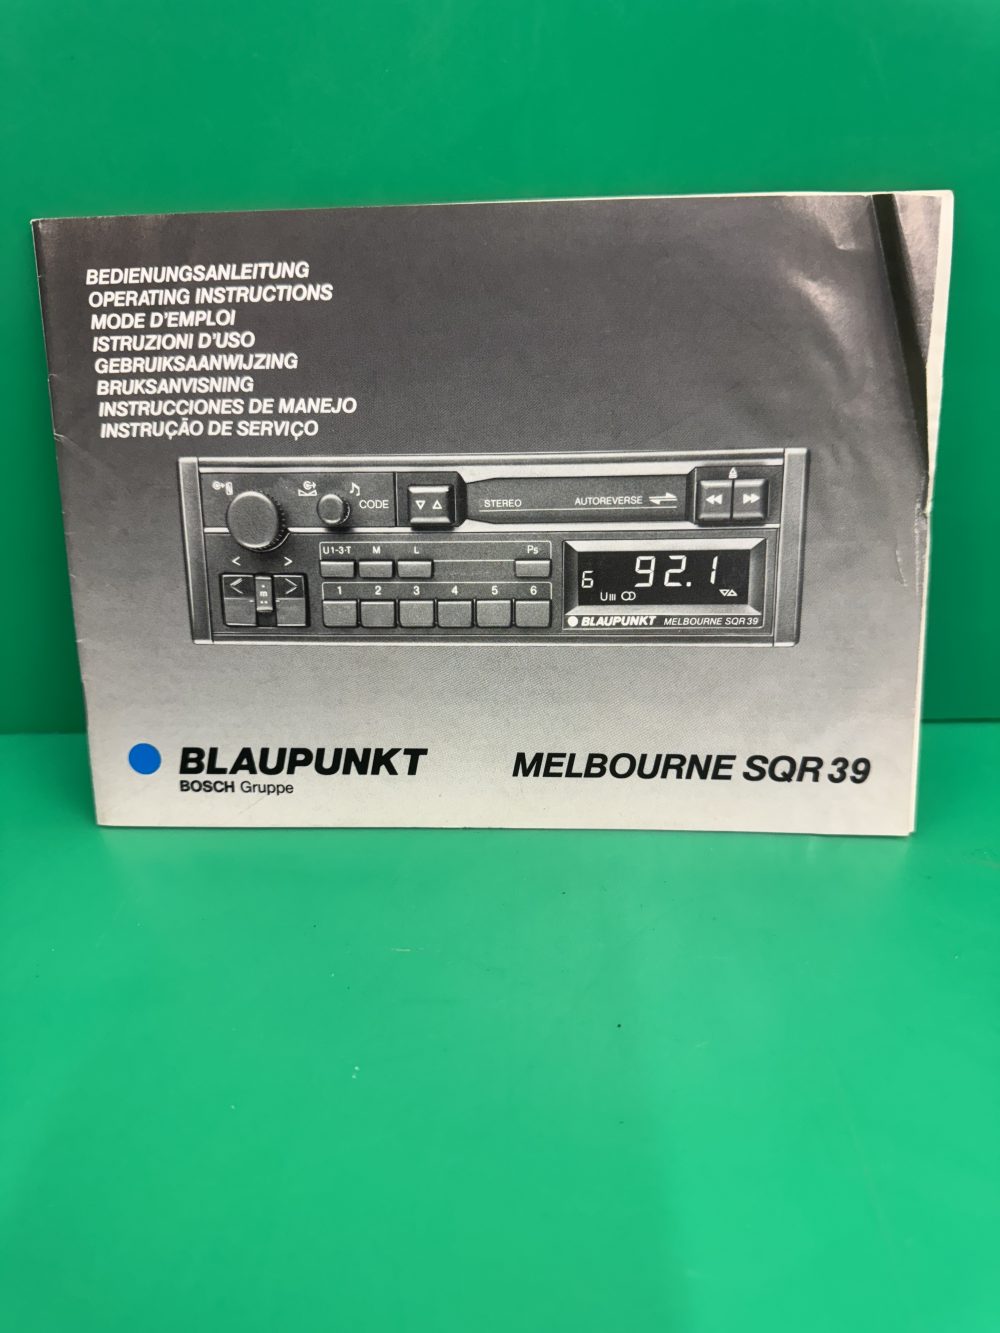 BEDIENUNGSANLEITUNG
OPERATING INSTRUCTIONS
MODE D'EMPLOI
ISTRUZIONI D'USO
GEBRUIKSAANWIJZING
BRUKSANVISNING
INSTRUCCIONES DE MANEJO
INSTRUÇÃO DE SERVIÇO
CODE
STEREO
AUTOREVERSE
U1-3-T M L Ps
1 2 3 4 5 6
m
6 92.1
UIII
BLAUPUNKT MELBOURNE SQR 39
BLAUPUNKT
BOSCH Gruppe
MELBOURNE SQR 39